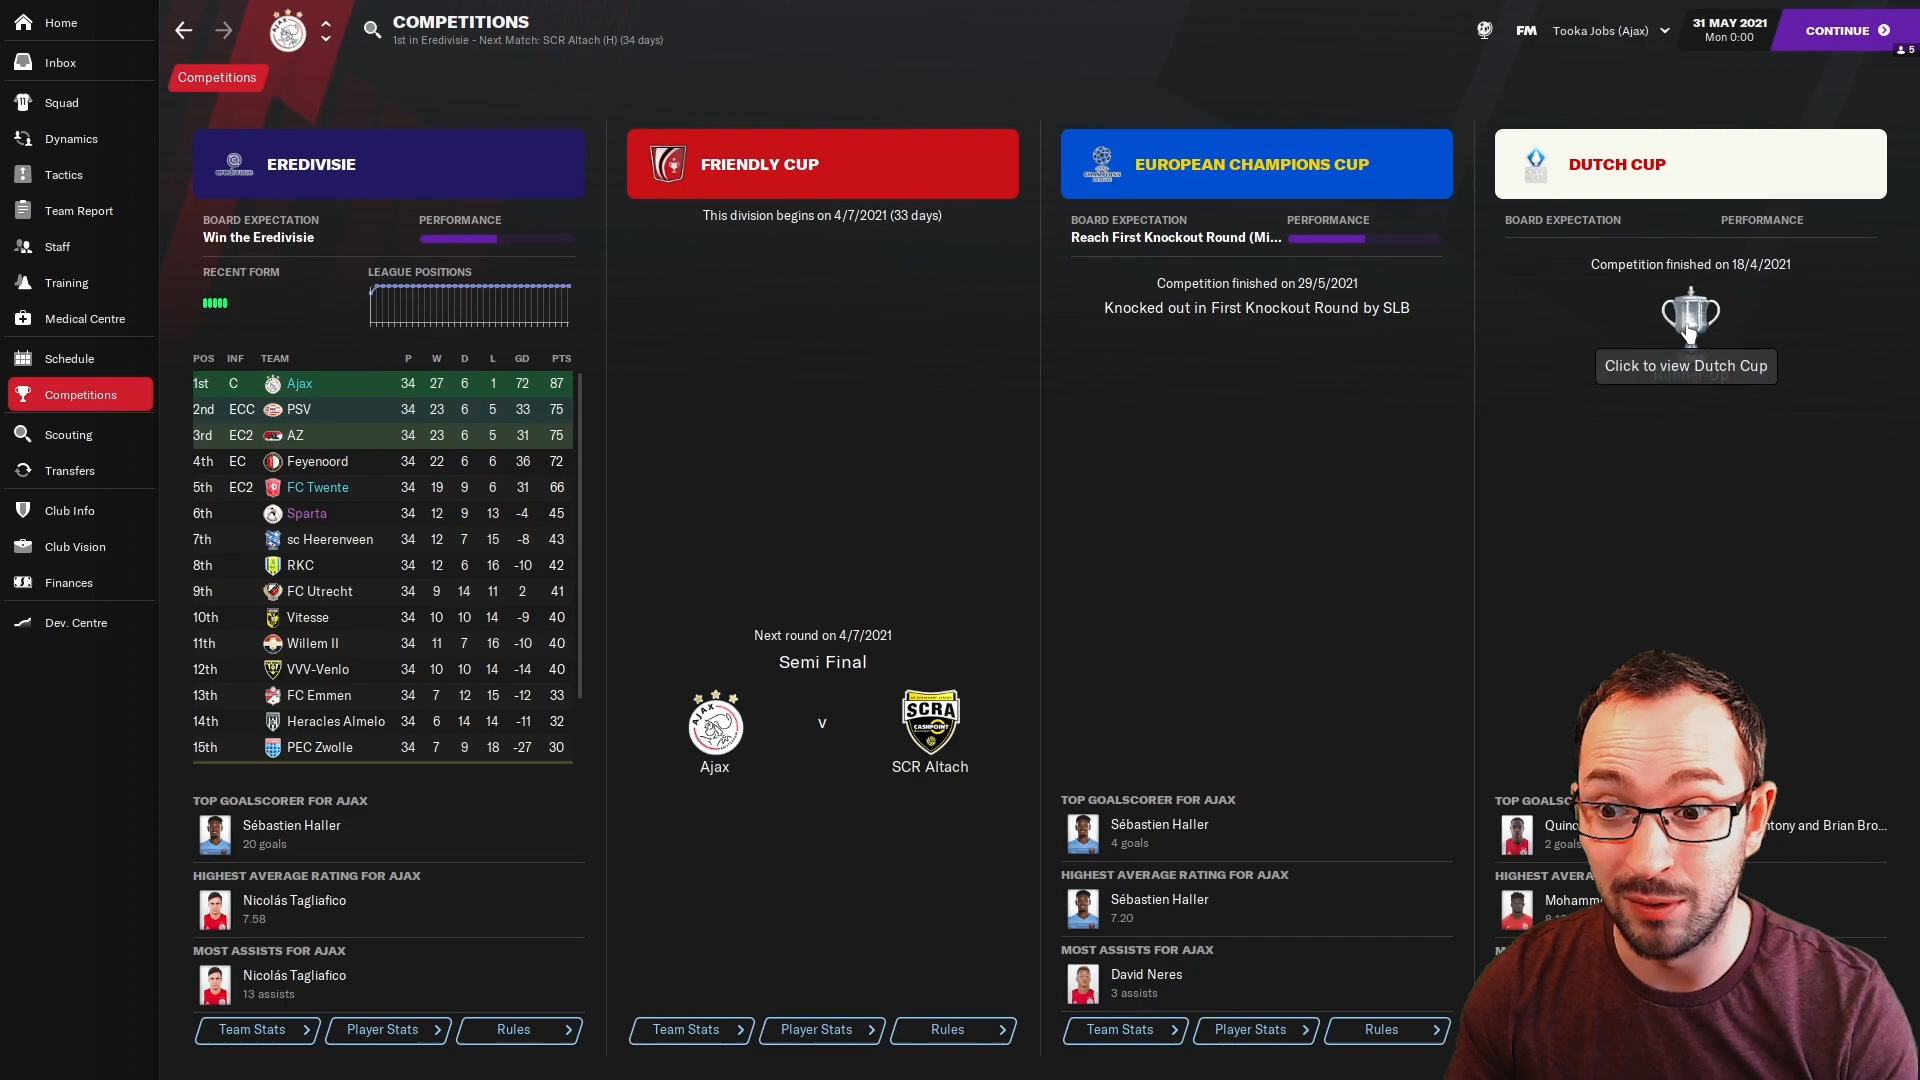 Home
Inbox
Squad
Dynamics
Tactics
Team Report
Staff
Training
Medical Centre
Schedule
Competitions
Scouting
Transfers
Club Info
Club Vision
Finances
Dev. Centre
COMPETITIONS
1st in Eredivisie - Next Match: SCR Altach (H) (34 days)
FM
Tooka Jobs (Ajax)
31 MAY 2021
Mon 0:00
CONTINUE
5
Competitions
EREDIVISIE
BOARD EXPECTATION PERFORMANCE
Win the Eredivisie
RECENT FORM LEAGUE POSITIONS
POS INF TEAM P W D L GD PTS
1st C Ajax 34 27 6 1 72 87
2nd ECC PSV 34 23 6 5 33 75
3rd EC2 AZ 34 23 6 5 31 75
4th EC Feyenoord 34 22 6 6 36 72
5th EC2 FC Twente 34 19 9 6 31 66
6th Sparta 34 12 9 13 -4 45
7th sc Heerenveen 34 12 7 15 -8 43
8th RKC 34 12 6 16 -10 42
9th FC Utrecht 34 9 14 11 2 41
10th Vitesse 34 10 10 14 -9 40
11th Willem II 34 11 7 16 -10 40
12th VVV-Venlo 34 10 10 14 -14 40
13th FC Emmen 34 7 12 15 -12 33
14th Heracles Almelo 34 6 14 14 -11 32
15th PEC Zwolle 34 7 9 18 -27 30
TOP GOALSCORER FOR AJAX
Sébastien Haller
20 goals
HIGHEST AVERAGE RATING FOR AJAX
Nicolás Tagliafico
7.58
MOST ASSISTS FOR AJAX
Nicolás Tagliafico
13 assists
Team Stats Player Stats Rules
FRIENDLY CUP
This division begins on 4/7/2021 (33 days)
Next round on 4/7/2021
Semi Final
AJAX
SCRA
CASHPOINT
v
Ajax SCR Altach
Team Stats Player Stats Rules
EUROPEAN CHAMPIONS CUP
BOARD EXPECTATION PERFORMANCE
Reach First Knockout Round (Mi...
Competition finished on 29/5/2021
Knocked out in First Knockout Round by SLB
TOP GOALSCORER FOR AJAX
Sébastien Haller
4 goals
HIGHEST AVERAGE RATING FOR AJAX
Sébastien Haller
7.20
MOST ASSISTS FOR AJAX
David Neres
3 assists
Team Stats Player Stats Rules
DUTCH CUP
BOARD EXPECTATION PERFORMANCE
Competition finished on 18/4/2021
Click to view Dutch Cup
TOP GOALSC
Quinc ntony and Brian Bro...
2 goals
HIGHEST AVERA
Mohamm